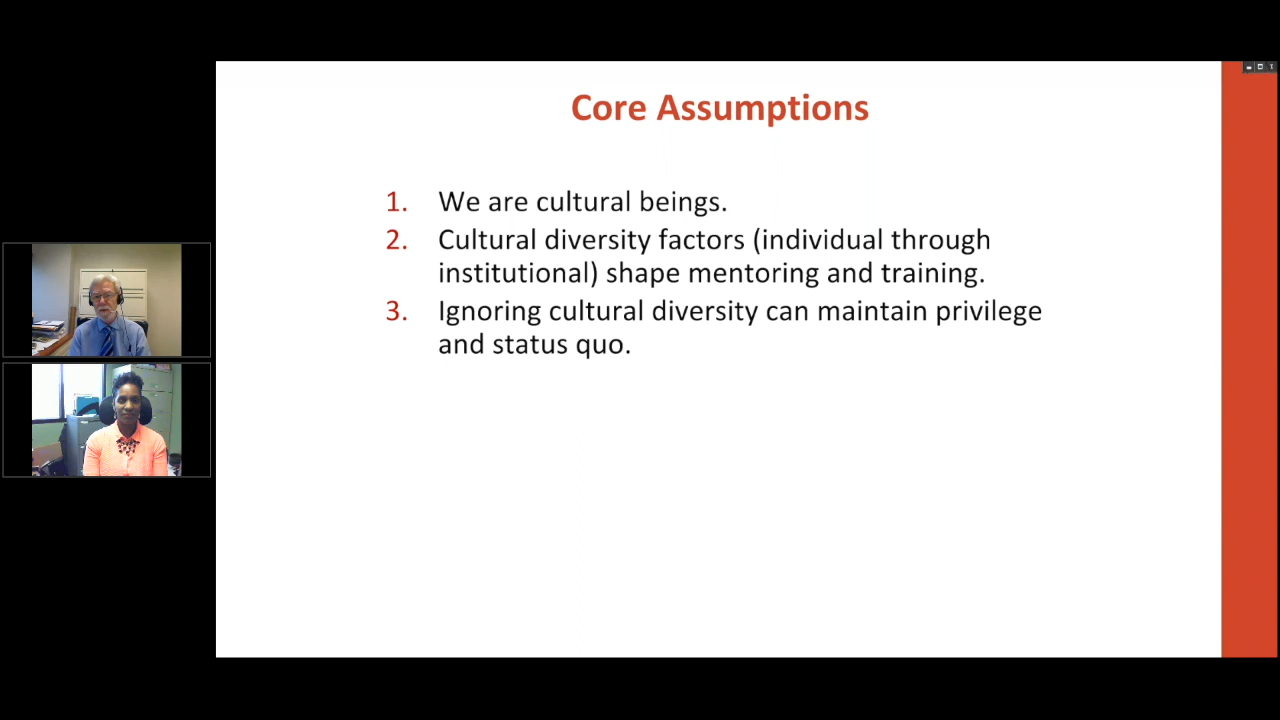 Core Assumptions
1. We are cultural beings.
2. Cultural diversity factors (individual through
institutional) shape mentoring and training.
3. Ignoring cultural diversity can maintain privilege
and status quo.